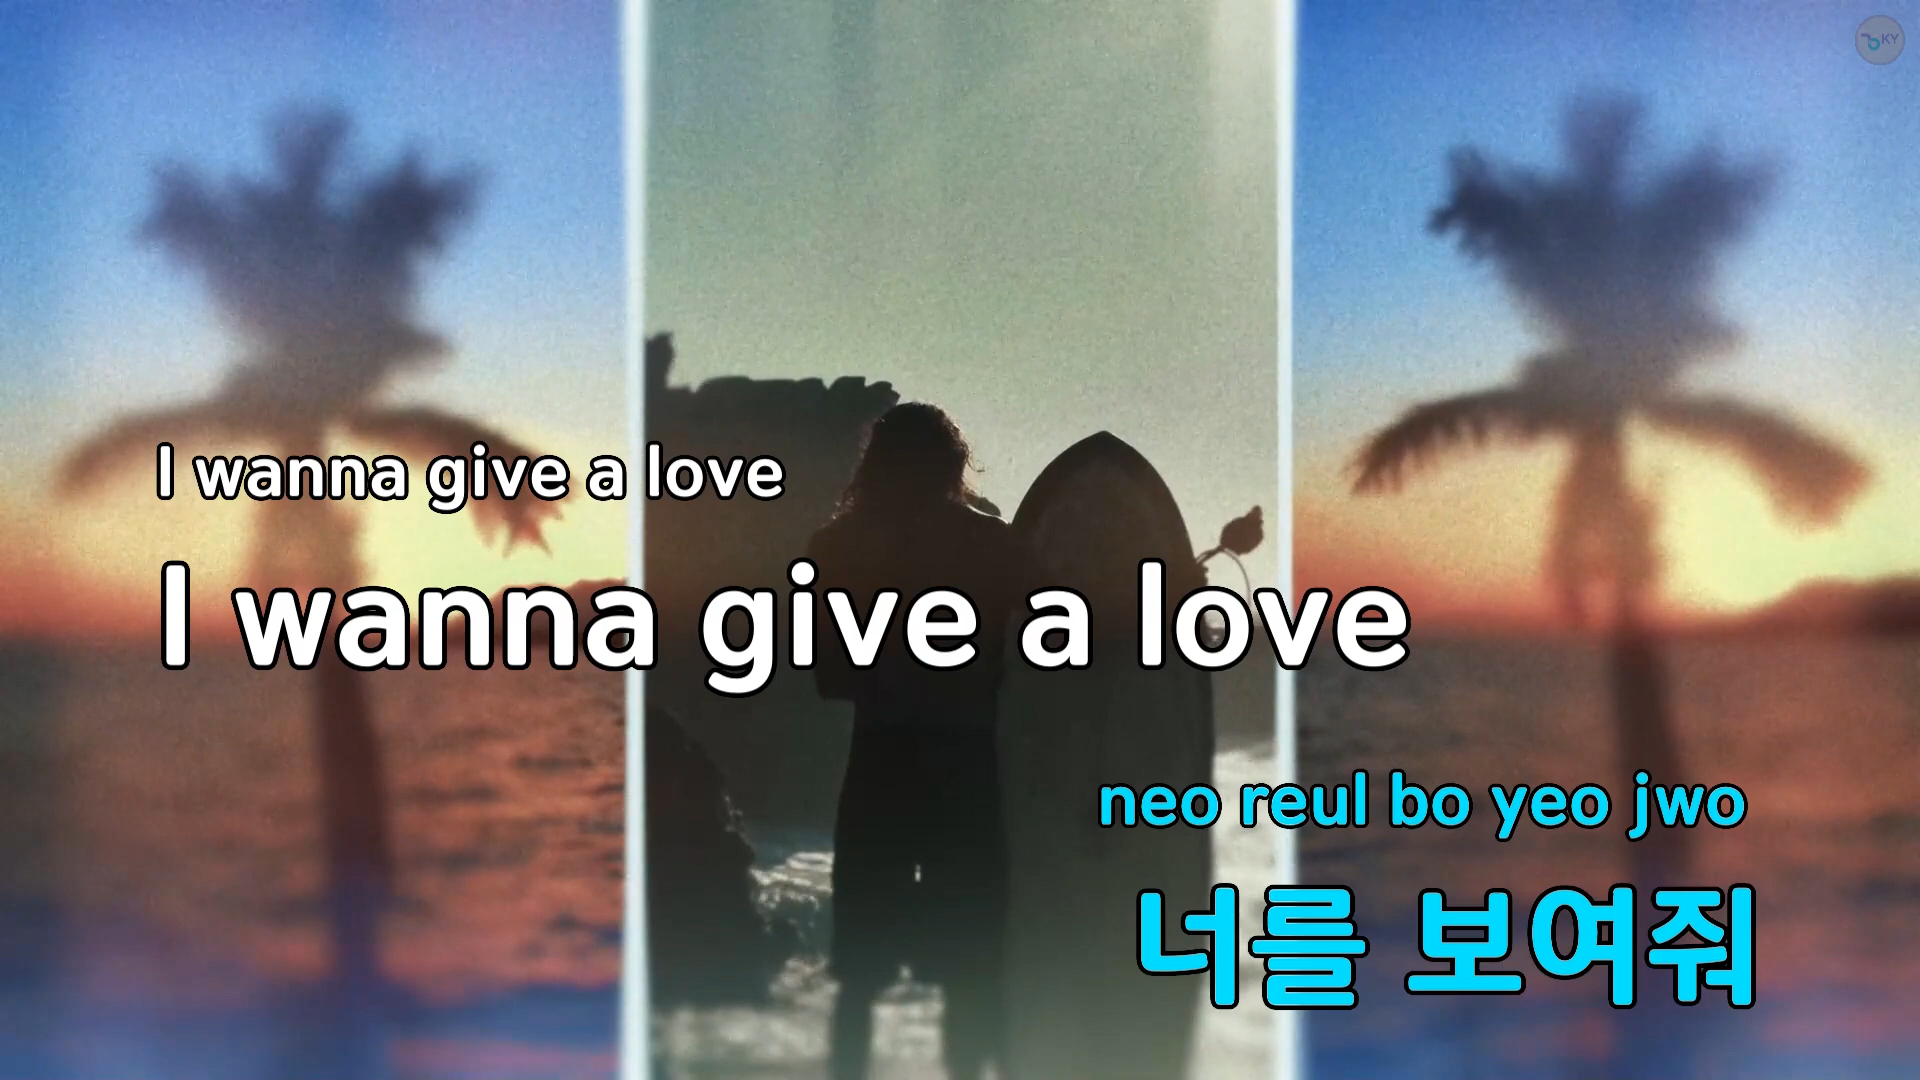 KY
I wanna give a love
I wanna give a love
neo reul bo yeo jwo
너를 보여줘